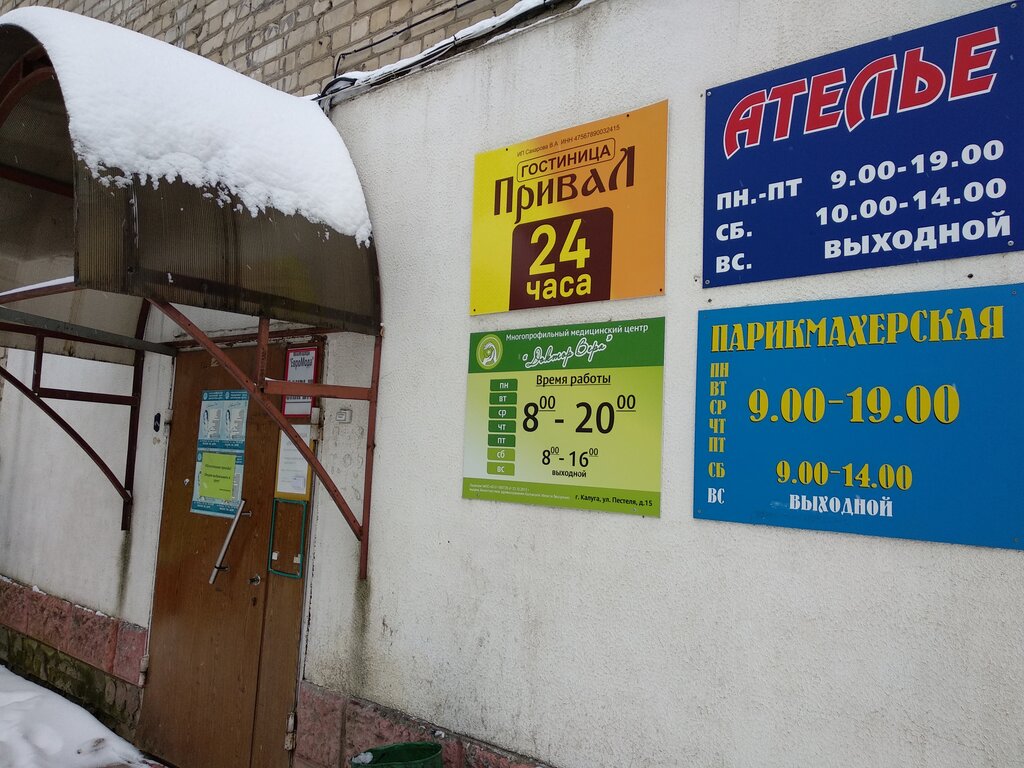 ИП Сахарова В.А. ИНН 47567890032415
ГОСТИНИЦА
ПРИВАЛ
24
часа
АТЕЛЬЕ
ПН.-ПТ 9.00-19.00
СБ. 10.00-14.00
ВС. ВЫХОДНОЙ
Многопрофильный медицинский центр
"Доктор Вера"
Время работы
пн
вт
ср
чт
пт
сб
вс
8⁰⁰ - 20⁰⁰
8⁰⁰ - 16⁰⁰
выходной
г. Калуга, ул. Пестеля, д.15
ПАРИКМАХЕРСКАЯ
ПН
ВТ
СР
ЧТ
ПТ
9.00-19.00
СБ 9.00-14.00
ВС ВЫХОДНОЙ